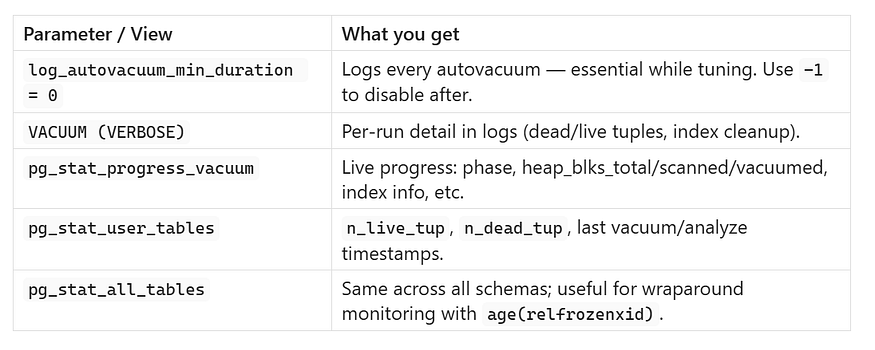 Parameter / View What you get
log_autovacuum_min_duration Logs every autovacuum — essential while tuning. Use -1
= 0 to disable after.
VACUUM (VERBOSE) Per-run detail in logs (dead/live tuples, index cleanup).
pg_stat_progress_vacuum Live progress: phase, heap_blks_total/scanned/vacuumed,
index info, etc.
pg_stat_user_tables n_live_tup, n_dead_tup, last vacuum/analyze
timestamps.
pg_stat_all_tables Same across all schemas; useful for wraparound
monitoring with age(relfrozenxid).